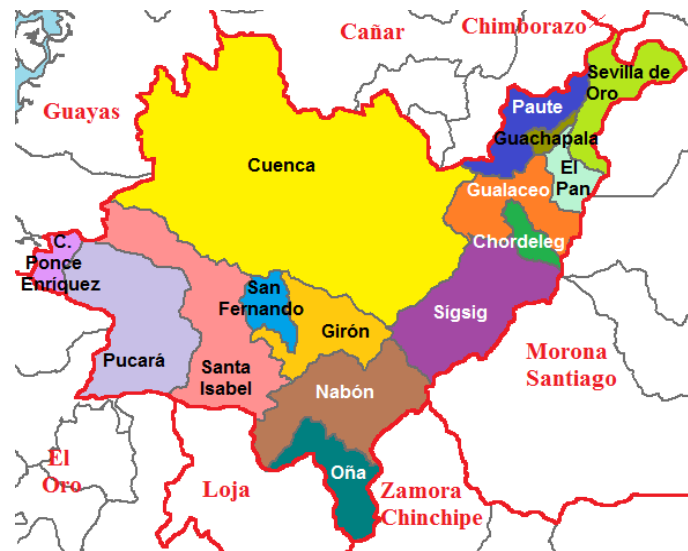 Chimborazo
Cañar
Sevilla de
Oro
Guayas
Paute
Guachapala
Cuenca
El
Pan
Gualaceo
Chordeleg
C.
Ponce
Enríquez
San
Fernando
Sígsig
Girón
Pucará
Santa
Isabel
Morona
Santiago
Nabón
El
Oro
Loja
Oña
Zamora
Chinchipe